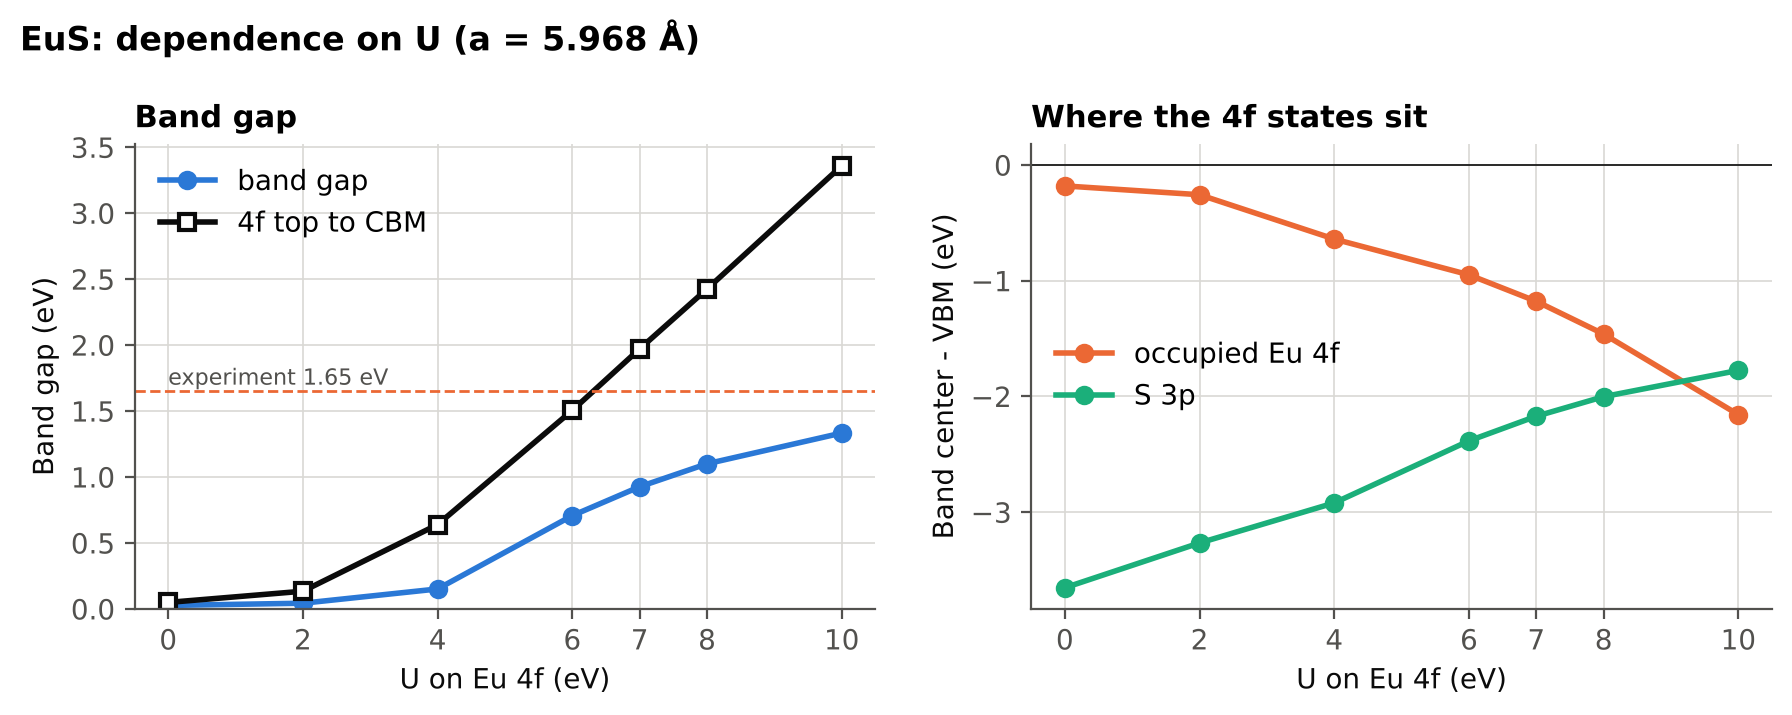 EuS: dependence on U (a = 5.968 Å)
Band gap
Band gap (eV)
3.5
3.0
2.5
2.0
1.5
1.0
0.5
0.0
band gap
4f top to CBM
experiment 1.65 eV
0 2 4 6 7 8 10
U on Eu 4f (eV)
Where the 4f states sit
Band center - VBM (eV)
0
−1
−2
−3
occupied Eu 4f
S 3p
0 2 4 6 7 8 10
U on Eu 4f (eV)